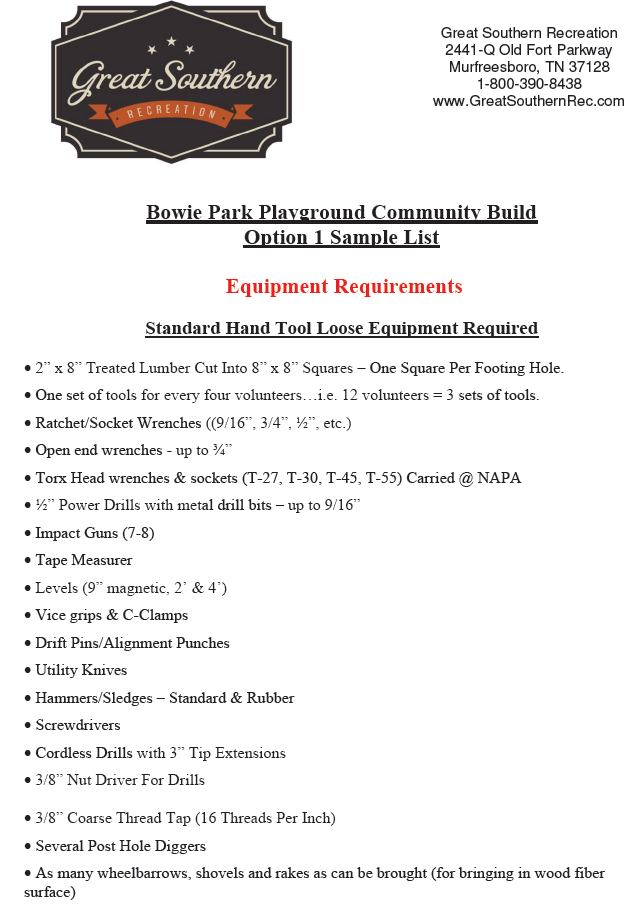 Great Southern
RECREATION
Great Southern Recreation
2441-Q Old Fort Parkway
Murfreesboro, TN 37128
1-800-390-8438
www.GreatSouthernRec.com
Bowie Park Playground Community Build
Option 1 Sample List
Equipment Requirements
Standard Hand Tool Loose Equipment Required
• 2” x 8” Treated Lumber Cut Into 8” x 8” Squares – One Square Per Footing Hole.
• One set of tools for every four volunteers…i.e. 12 volunteers = 3 sets of tools.
• Ratchet/Socket Wrenches ((9/16”, 3/4”, ½”, etc.)
• Open end wrenches - up to ¾”
• Torx Head wrenches & sockets (T-27, T-30, T-45, T-55) Carried @ NAPA
• ½” Power Drills with metal drill bits – up to 9/16”
• Impact Guns (7-8)
• Tape Measurer
• Levels (9” magnetic, 2’ & 4’)
• Vice grips & C-Clamps
• Drift Pins/Alignment Punches
• Utility Knives
• Hammers/Sledges – Standard & Rubber
• Screwdrivers
• Cordless Drills with 3” Tip Extensions
• 3/8” Nut Driver For Drills
• 3/8” Coarse Thread Tap (16 Threads Per Inch)
• Several Post Hole Diggers
• As many wheelbarrows, shovels and rakes as can be brought (for bringing in wood fiber
surface)